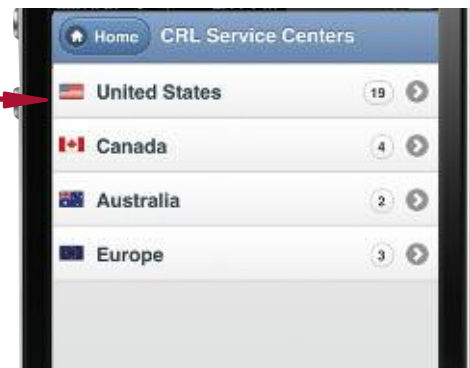 Home CRL Service Centers
United States 19
Canada 4
Australia 2
Europe 3